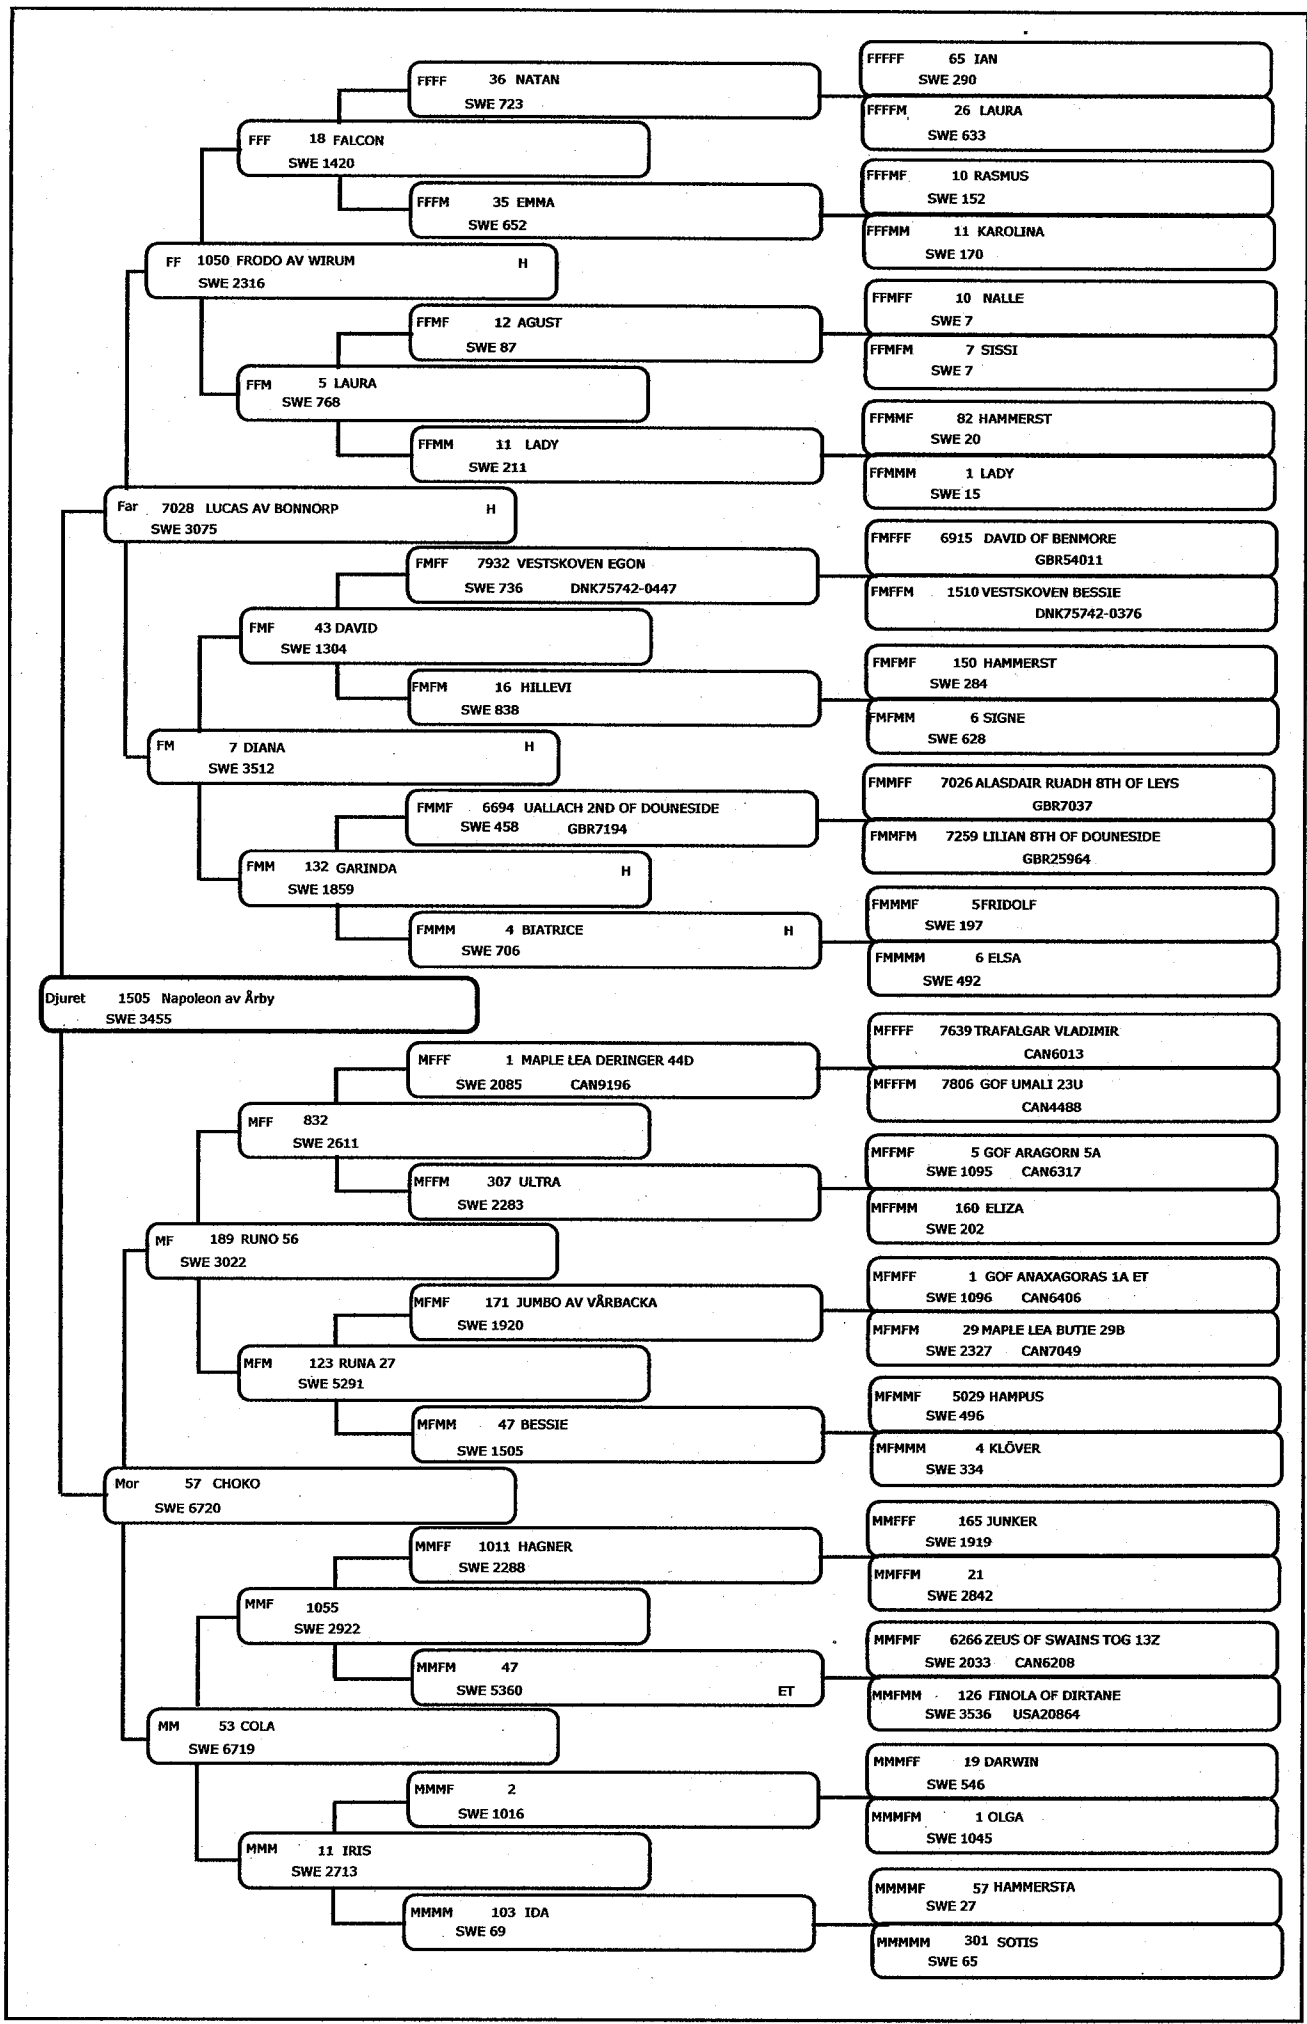 FFFFF 65 IAN
SWE 290
FFFF 36 NATAN
SWE 723
FFFFM 26 LAURA
SWE 633
FFF 18 FALCON
SWE 1420
FFFMF 10 RASMUS
SWE 152
FFFM 35 EMMA
SWE 652
FFFMM 11 KAROLINA
SWE 170
FF 1050 FRODO AV WIRUM H
SWE 2316
FFMFF 10 NALLE
SWE 7
FFMF 12 AGUST
SWE 87
FFMFM 7 SISSI
SWE 7
FFM 5 LAURA
SWE 768
FFMMF 82 HAMMERST
SWE 20
FFMM 11 LADY
SWE 211
FFMMM 1 LADY
SWE 15
Far 7028 LUCAS AV BONNORP H
SWE 3075
FMFFF 6915 DAVID OF BENMORE
GBR54011
FMFF 7932 VESTSKOVEN EGON
SWE 736 DNK75742-0447
FMFFM 1510 VESTSKOVEN BESSIE
DNK75742-0376
FMF 43 DAVID
SWE 1304
FMFMF 150 HAMMERST
SWE 284
FMFM 16 HILLEVI
SWE 838
FMFMM 6 SIGNE
SWE 628
FM 7 DIANA H
SWE 3512
FMMFF 7026 ALASDAIR RUADH 8TH OF LEYS
GBR7037
FMMF 6694 UALLACH 2ND OF DOUNESIDE
SWE 458 GBR7194
FMMFM 7259 LILIAN 8TH OF DOUNESIDE
GBR25964
FMM 132 GARINDA H
SWE 1859
FMMMF 5 FRIDOLF
SWE 197
FMMM 4 BIATRICE H
SWE 706
FMMMM 6 ELSA
SWE 492
Djuret 1505 Napoleon av Årby
SWE 3455
MFFFF 7639 TRAFALGAR VLADIMIR
CAN6013
MFFF 1 MAPLE LEA DERINGER 44D
SWE 2085 CAN9196
MFFFM 7806 GOF UMALI 23U
CAN4488
MFF 832
SWE 2611
MFFMF 5 GOF ARAGORN 5A
SWE 1095 CAN6317
MFFM 307 ULTRA
SWE 2283
MFFMM 160 ELIZA
SWE 202
MF 189 RUNO 56
SWE 3022
MFMFF 1 GOF ANAXAGORAS 1A ET
SWE 1096 CAN6406
MFMF 171 JUMBO AV VÅRBACKA
SWE 1920
MFMFM 29 MAPLE LEA BUTIE 29B
SWE 2327 CAN7049
MFM 123 RUNA 27
SWE 5291
MFMMF 5029 HAMPUS
SWE 496
MFMM 47 BESSIE
SWE 1505
MFMMM 4 KLÖVER
SWE 334
Mor 57 CHOKO
SWE 6720
MMFFF 165 JUNKER
SWE 1919
MMFF 1011 HAGNER
SWE 2288
MMFFM 21
SWE 2842
MMF 1055
SWE 2922
MMFMF 6266 ZEUS OF SWAINS TOG 13Z
SWE 2033 CAN6208
MMFM 47
SWE 5360 ET
MMFMM 126 FINOLA OF DIRTANE
SWE 3536 USA20864
MM 53 COLA
SWE 6719
MMMFF 19 DARWIN
SWE 546
MMMF 2
SWE 1016
MMMFM 1 OLGA
SWE 1045
MMM 11 IRIS
SWE 2713
MMMMF 57 HAMMERSTA
SWE 27
MMMM 103 IDA
SWE 69
MMMMM 301 SOTIS
SWE 65